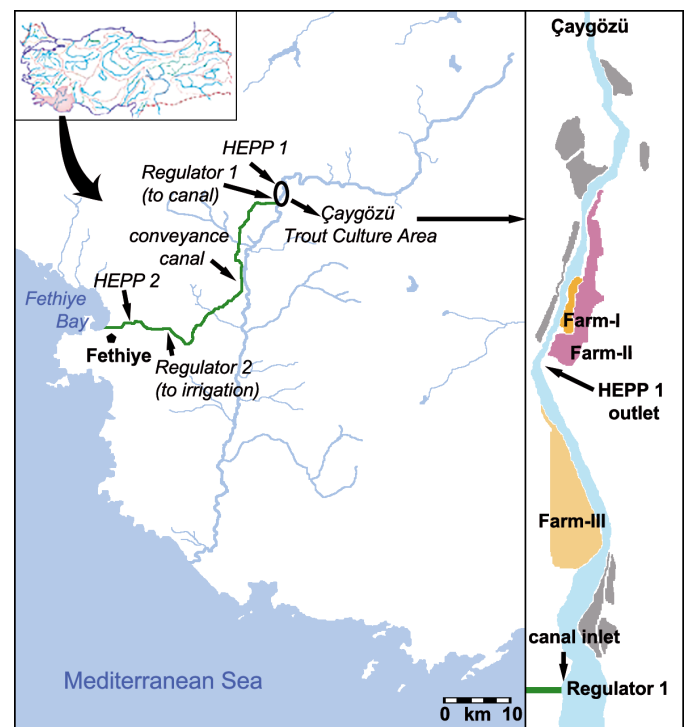 HEPP 1
Regulator 1
(to canal)
Çaygözü
Trout Culture Area
conveyance
canal
HEPP 2
Fethiye
Bay
Fethiye
Regulator 2
(to irrigation)
Mediterranean Sea
0 km 10
Çaygözü
Farm-I
Farm-II
HEPP 1
outlet
Farm-III
canal inlet
Regulator 1